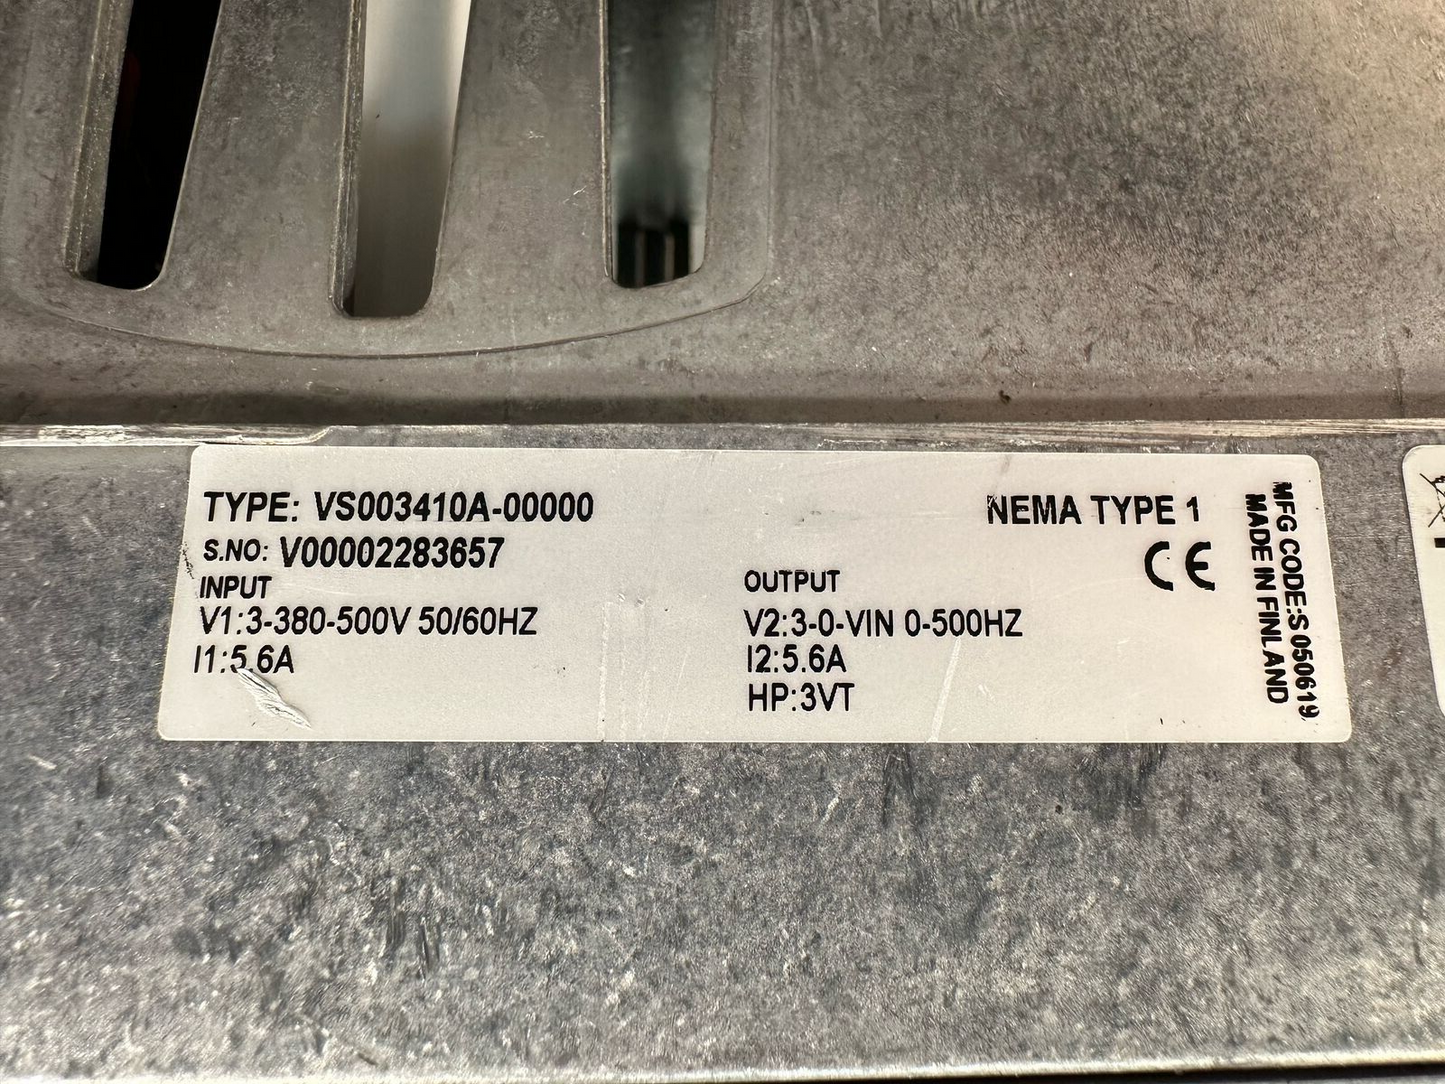 TYPE: VS003410A-00000
S.NO: V00002283657
INPUT
V1:3-380-500V 50/60HZ
I1:5.6A
OUTPUT
V2:3-0-VIN 0-500HZ
I2:5.6A
HP:3VT
NEMA TYPE 1
CE
MFG CODE:S 050619
MADE IN FINLAND